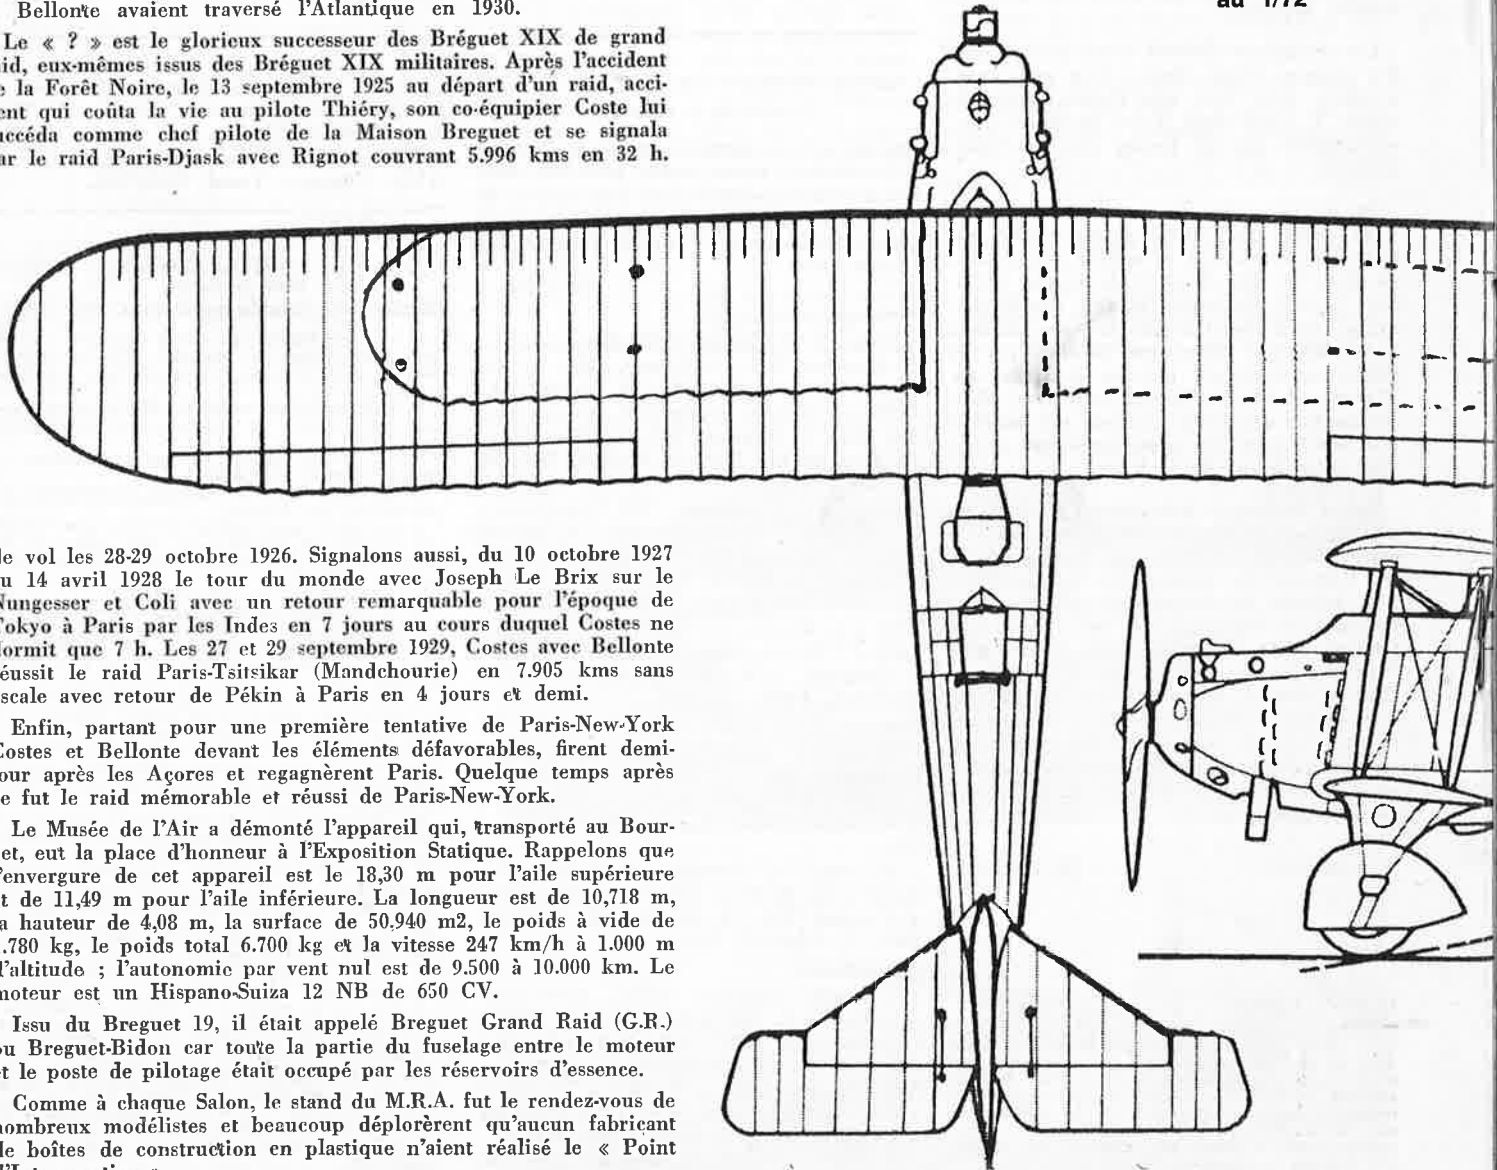 Bellonte avaient traversé l'Atlantique en 1930.
au 1/72
Le « ? » est le glorieux successeur des Bréguet XIX de grand
id, eux-mêmes issus des Bréguet XIX militaires. Après l'accident
la Forêt Noire, le 13 septembre 1925 au départ d'un raid, acci-
ent qui coûta la vie au pilote Thiéry, son co-équipier Coste lui
uccéda comme chef pilote de la Maison Breguet et se signala
ar le raid Paris-Djask avec Rignot couvrant 5.996 kms en 32 h.
le vol les 28-29 octobre 1926. Signalons aussi, du 10 octobre 1927
u 14 avril 1928 le tour du monde avec Joseph Le Brix sur le
Nungesser et Coli avec un retour remarquable pour l'époque de
Tokyo à Paris par les Indes en 7 jours au cours duquel Costes ne
dormit que 7 h. Les 27 et 29 septembre 1929, Costes avec Bellonte
éussit le raid Paris-Tsitsikar (Mandchourie) en 7.905 kms sans
scale avec retour de Pékin à Paris en 4 jours et demi.
Enfin, partant pour une première tentative de Paris-New-York
Costes et Bellonte devant les éléments défavorables, firent demi-
our après les Açores et regagnèrent Paris. Quelque temps après
e fut le raid mémorable et réussi de Paris-New-York.
Le Musée de l'Air a démonté l'appareil qui, transporté au Bour-
et, eut la place d'honneur à l'Exposition Statique. Rappelons que
l'envergure de cet appareil est le 18,30 m pour l'aile supérieure
t de 11,49 m pour l'aile inférieure. La longueur est de 10,718 m,
a hauteur de 4,08 m, la surface de 50.940 m2, le poids à vide de
.780 kg, le poids total 6.700 kg et la vitesse 247 km/h à 1.000 m
d'altitude ; l'autonomie par vent nul est de 9.500 à 10.000 km. Le
moteur est un Hispano-Suiza 12 NB de 650 CV.
Issu du Breguet 19, il était appelé Breguet Grand Raid (G.R.)
ou Breguet-Bidon car toute la partie du fuselage entre le moteur
t le poste de pilotage était occupé par les réservoirs d'essence.
Comme à chaque Salon, le stand du M.R.A. fut le rendez-vous de
nombreux modélistes et beaucoup déplorèrent qu'aucun fabricant
de boîtes de construction en plastique n'aient réalisé le « Point